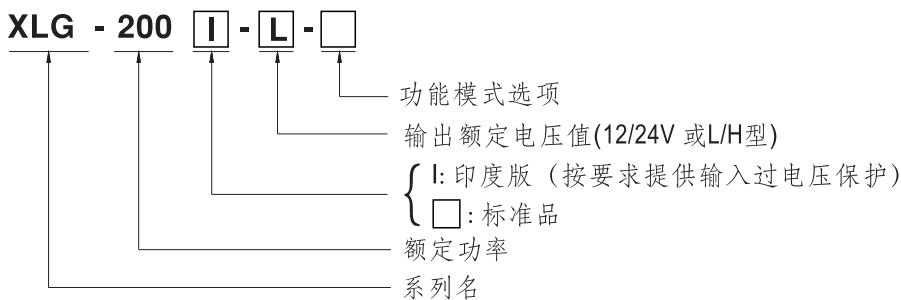 XLG - 200 I - L - □
功能模式选项
输出额定电压值(12/24V 或L/H型)
I: 印度版（按要求提供输入过电压保护）
□: 标准品
额定功率
系列名